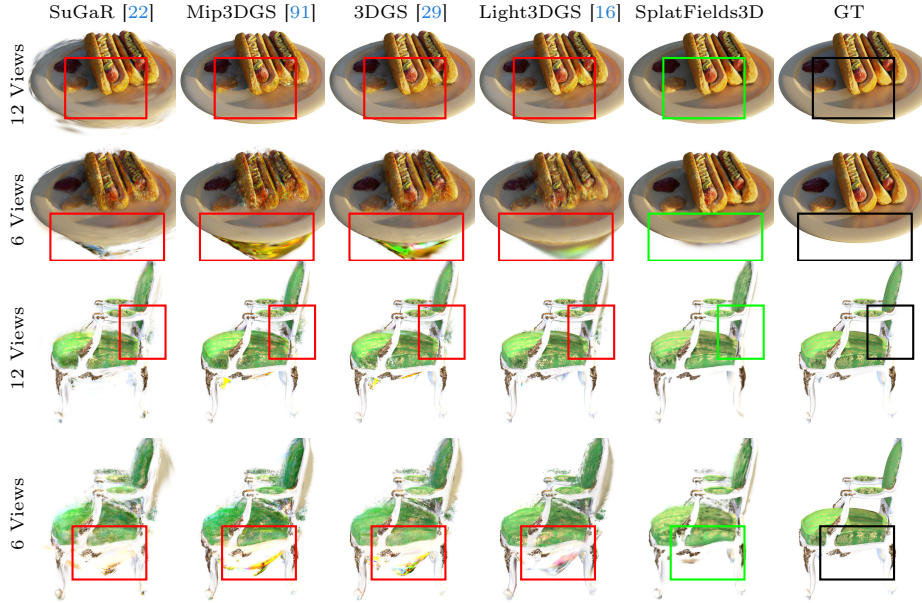 SuGaR [22] Mip3DGS [91] 3DGS [29] Light3DGS [16] SplatFields3D GT
12 Views
6 Views
12 Views
6 Views